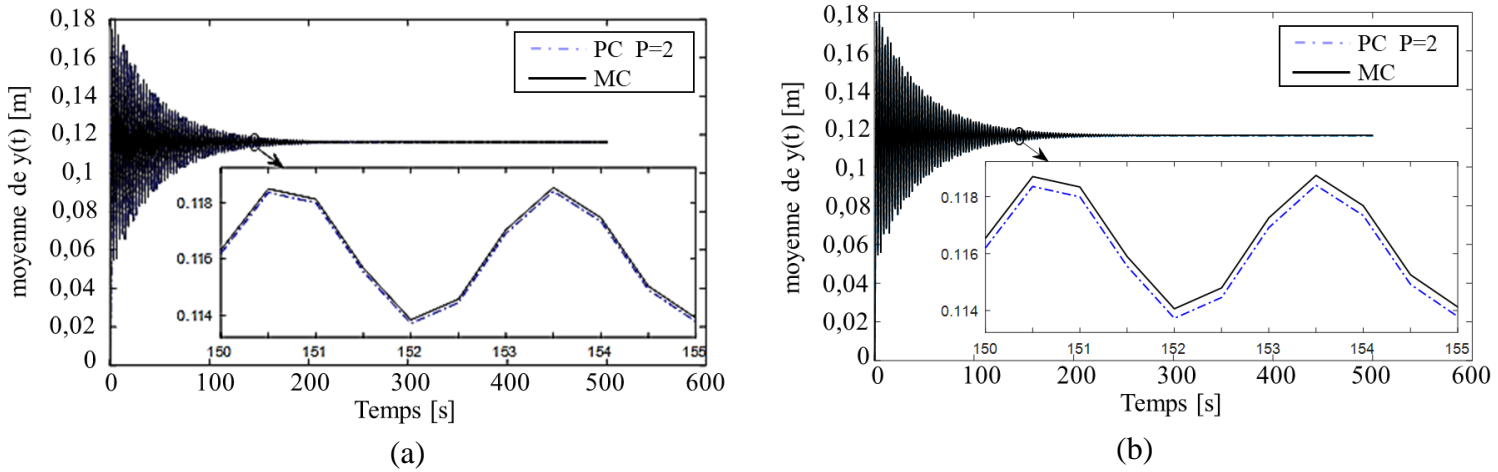 0,18
0,16
0,14
0,12
0,1
0,08
0,06
0,04
0,02
0
moyenne de y(t) [m]
PC P=2
MC
0.118
0.116
0.114
150 151 152 153 154 155
0 100 200 300 400 500 600
Temps [s]
(a)
0,18
0,16
0,14
0,12
0,1
0,08
0,06
0,04
0,02
0
moyenne de y(t) [m]
PC P=2
MC
0.118
0.116
0.114
150 151 152 153 154 155
0 100 200 300 400 500 600
Temps [s]
(b)